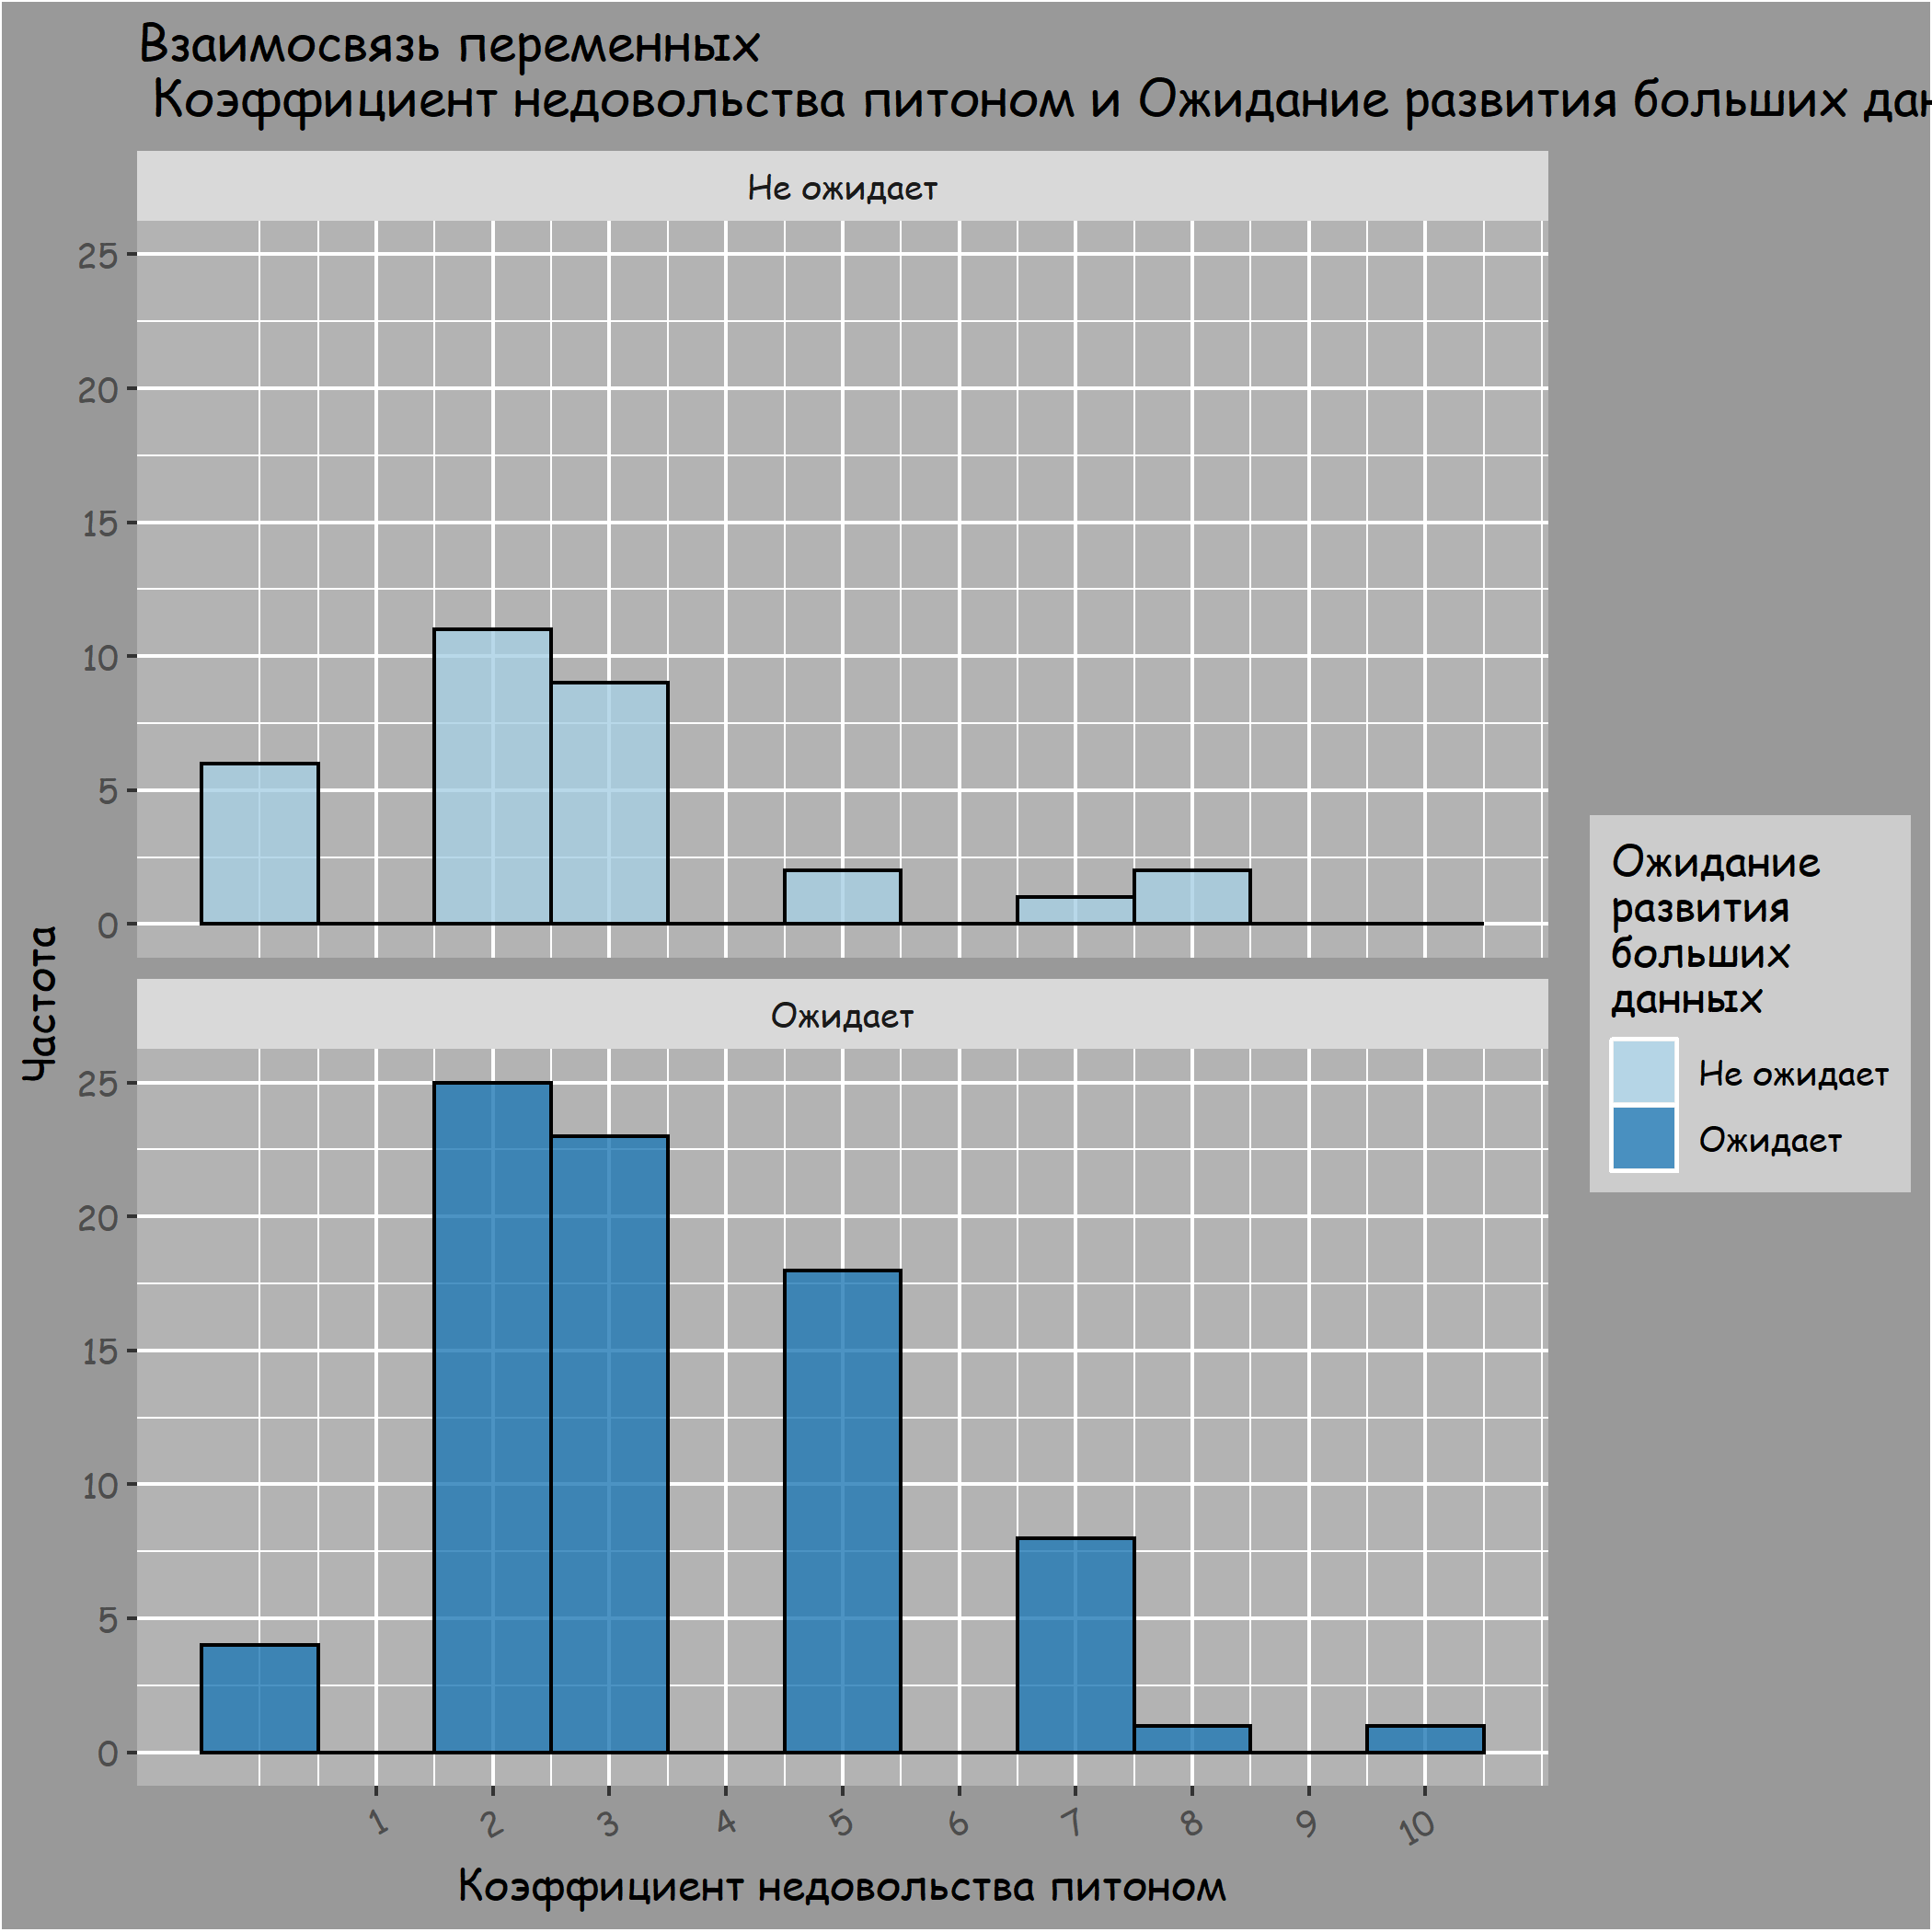 Взаимосвязь переменных
Коэффициент недовольства питоном и Ожидание развития больших
Не ожидает
25
20
15
10
5
0
Ожидает
25
20
15
10
5
0
1 2 3 4 5 6 7 8 9 10
Коэффициент недовольства питоном
Частота
Ожидание
развития
больших
данных
Не ожидает
Ожидает